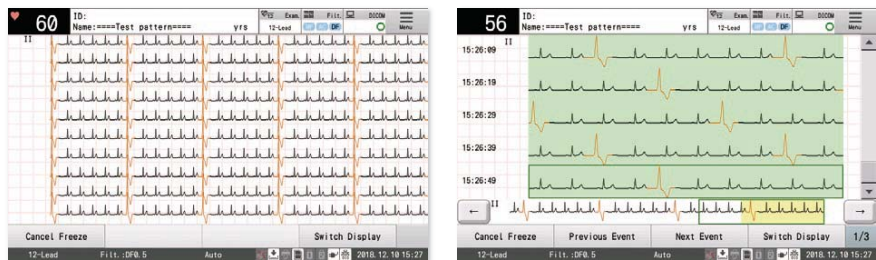 60
ID:
Name:====Test pattern==== yrs
Exam. Filt. DICOM
12-Lead DF
Menu
II
Cancel Freeze Switch Display
12-Lead Filt.:DF0.5 Auto 2018.12.10 15:27
56
ID:
Name:====Test pattern==== yrs
Exam. Filt. DICOM
12-Lead DF
Menu
II
15:26:09
15:26:19
15:26:29
15:26:39
15:26:49
II
Cancel Freeze Previous Event Next Event Switch Display 1/3
12-Lead Filt.:DF0.5 Auto 2018.12.10 15:27